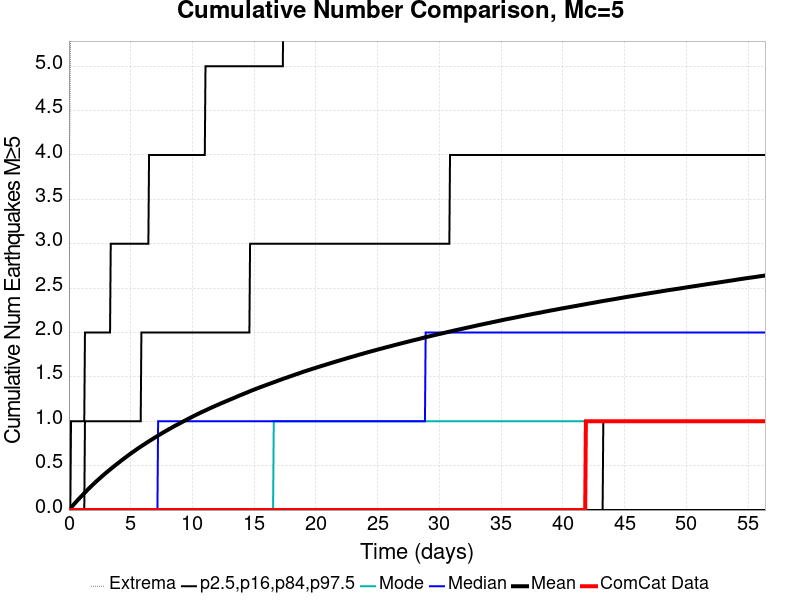 Cumulative Number Comparison, Mc=5
Cumulative Num Earthquakes M≥5
5.0
4.5
4.0
3.5
3.0
2.5
2.0
1.5
1.0
0.5
0.0
0 5 10 15 20 25 30 35 40 45 50 55
Time (days)
Extrema p2.5,p16,p84,p97.5 Mode Median Mean ComCat Data